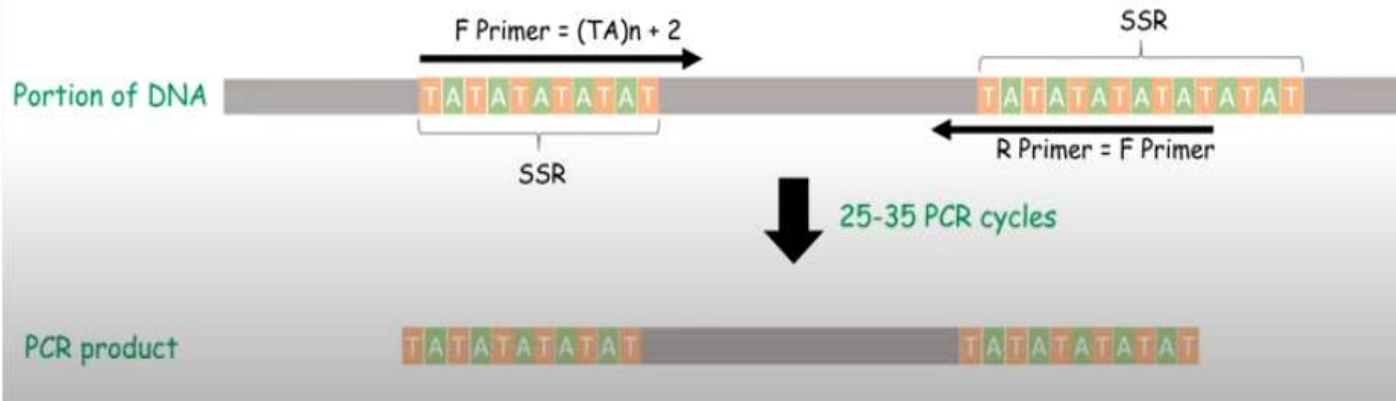 F Primer = (TA)n + 2
SSR
Portion of DNA TATATATATAT TATATATATATATAT
R Primer = F Primer
SSR
25-35 PCR cycles
PCR product TATATATATAT TATATATATAT